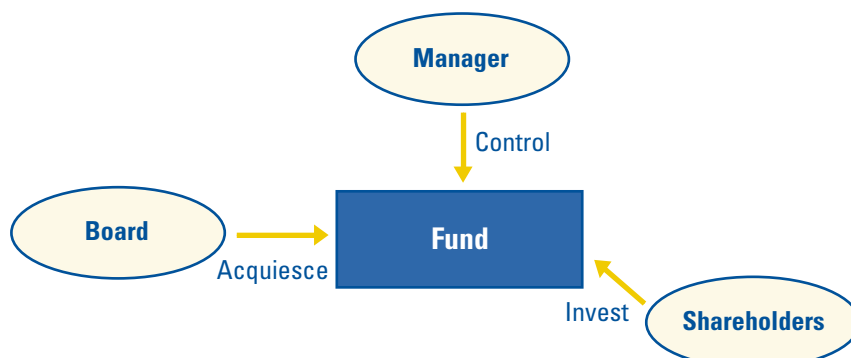 Manager
Control
Board
Fund
Acquiesce
Invest
Shareholders